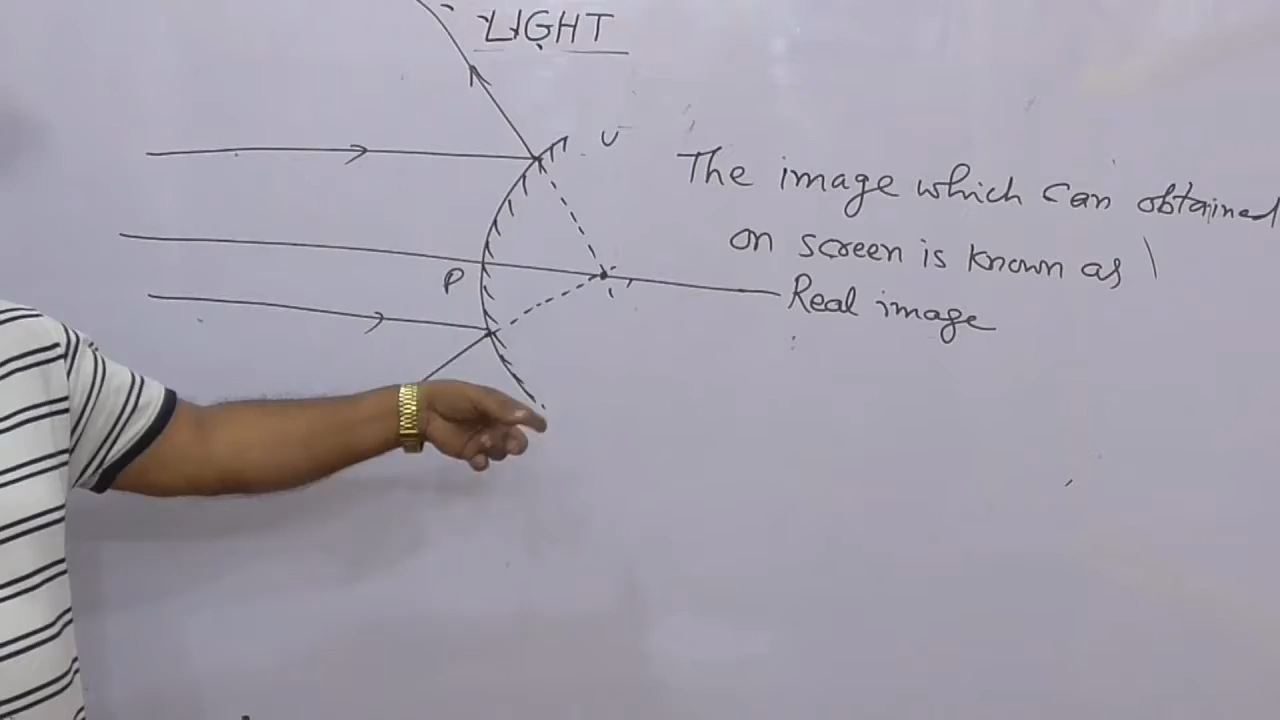 LIGHT
The image which can obtained
on screen is known as
Real image
P